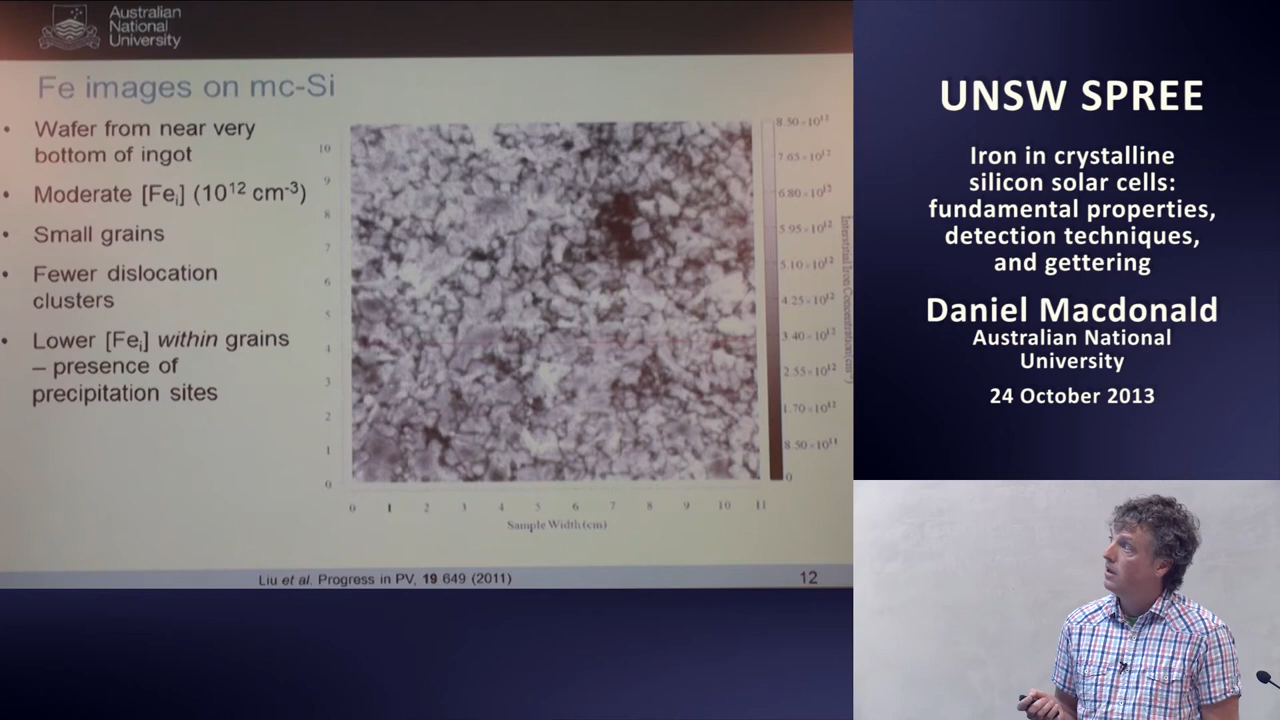 Australian
National
University
Fe images on mc-Si
• Wafer from near very
bottom of ingot
• Moderate [Feᵢ] (10¹² cm⁻³)
• Small grains
• Fewer dislocation
clusters
• Lower [Feᵢ] within grains
– presence of
precipitation sites
10
9
8
7
6
5
4
3
2
1
0
0 1 2 3 4 5 6 7 8 9 10 11
Sample Width (cm)
8.50×10¹²
7.65×10¹²
6.80×10¹²
5.95×10¹²
5.10×10¹²
4.25×10¹²
3.40×10¹²
2.55×10¹²
1.70×10¹²
8.50×10¹¹
0
Interstitial Iron Concentration (cm⁻³)
Liu et al. Progress in PV, 19 649 (2011)
12
UNSW SPREE
Iron in crystalline
silicon solar cells:
fundamental properties,
detection techniques,
and gettering
Daniel Macdonald
Australian National
University
24 October 2013